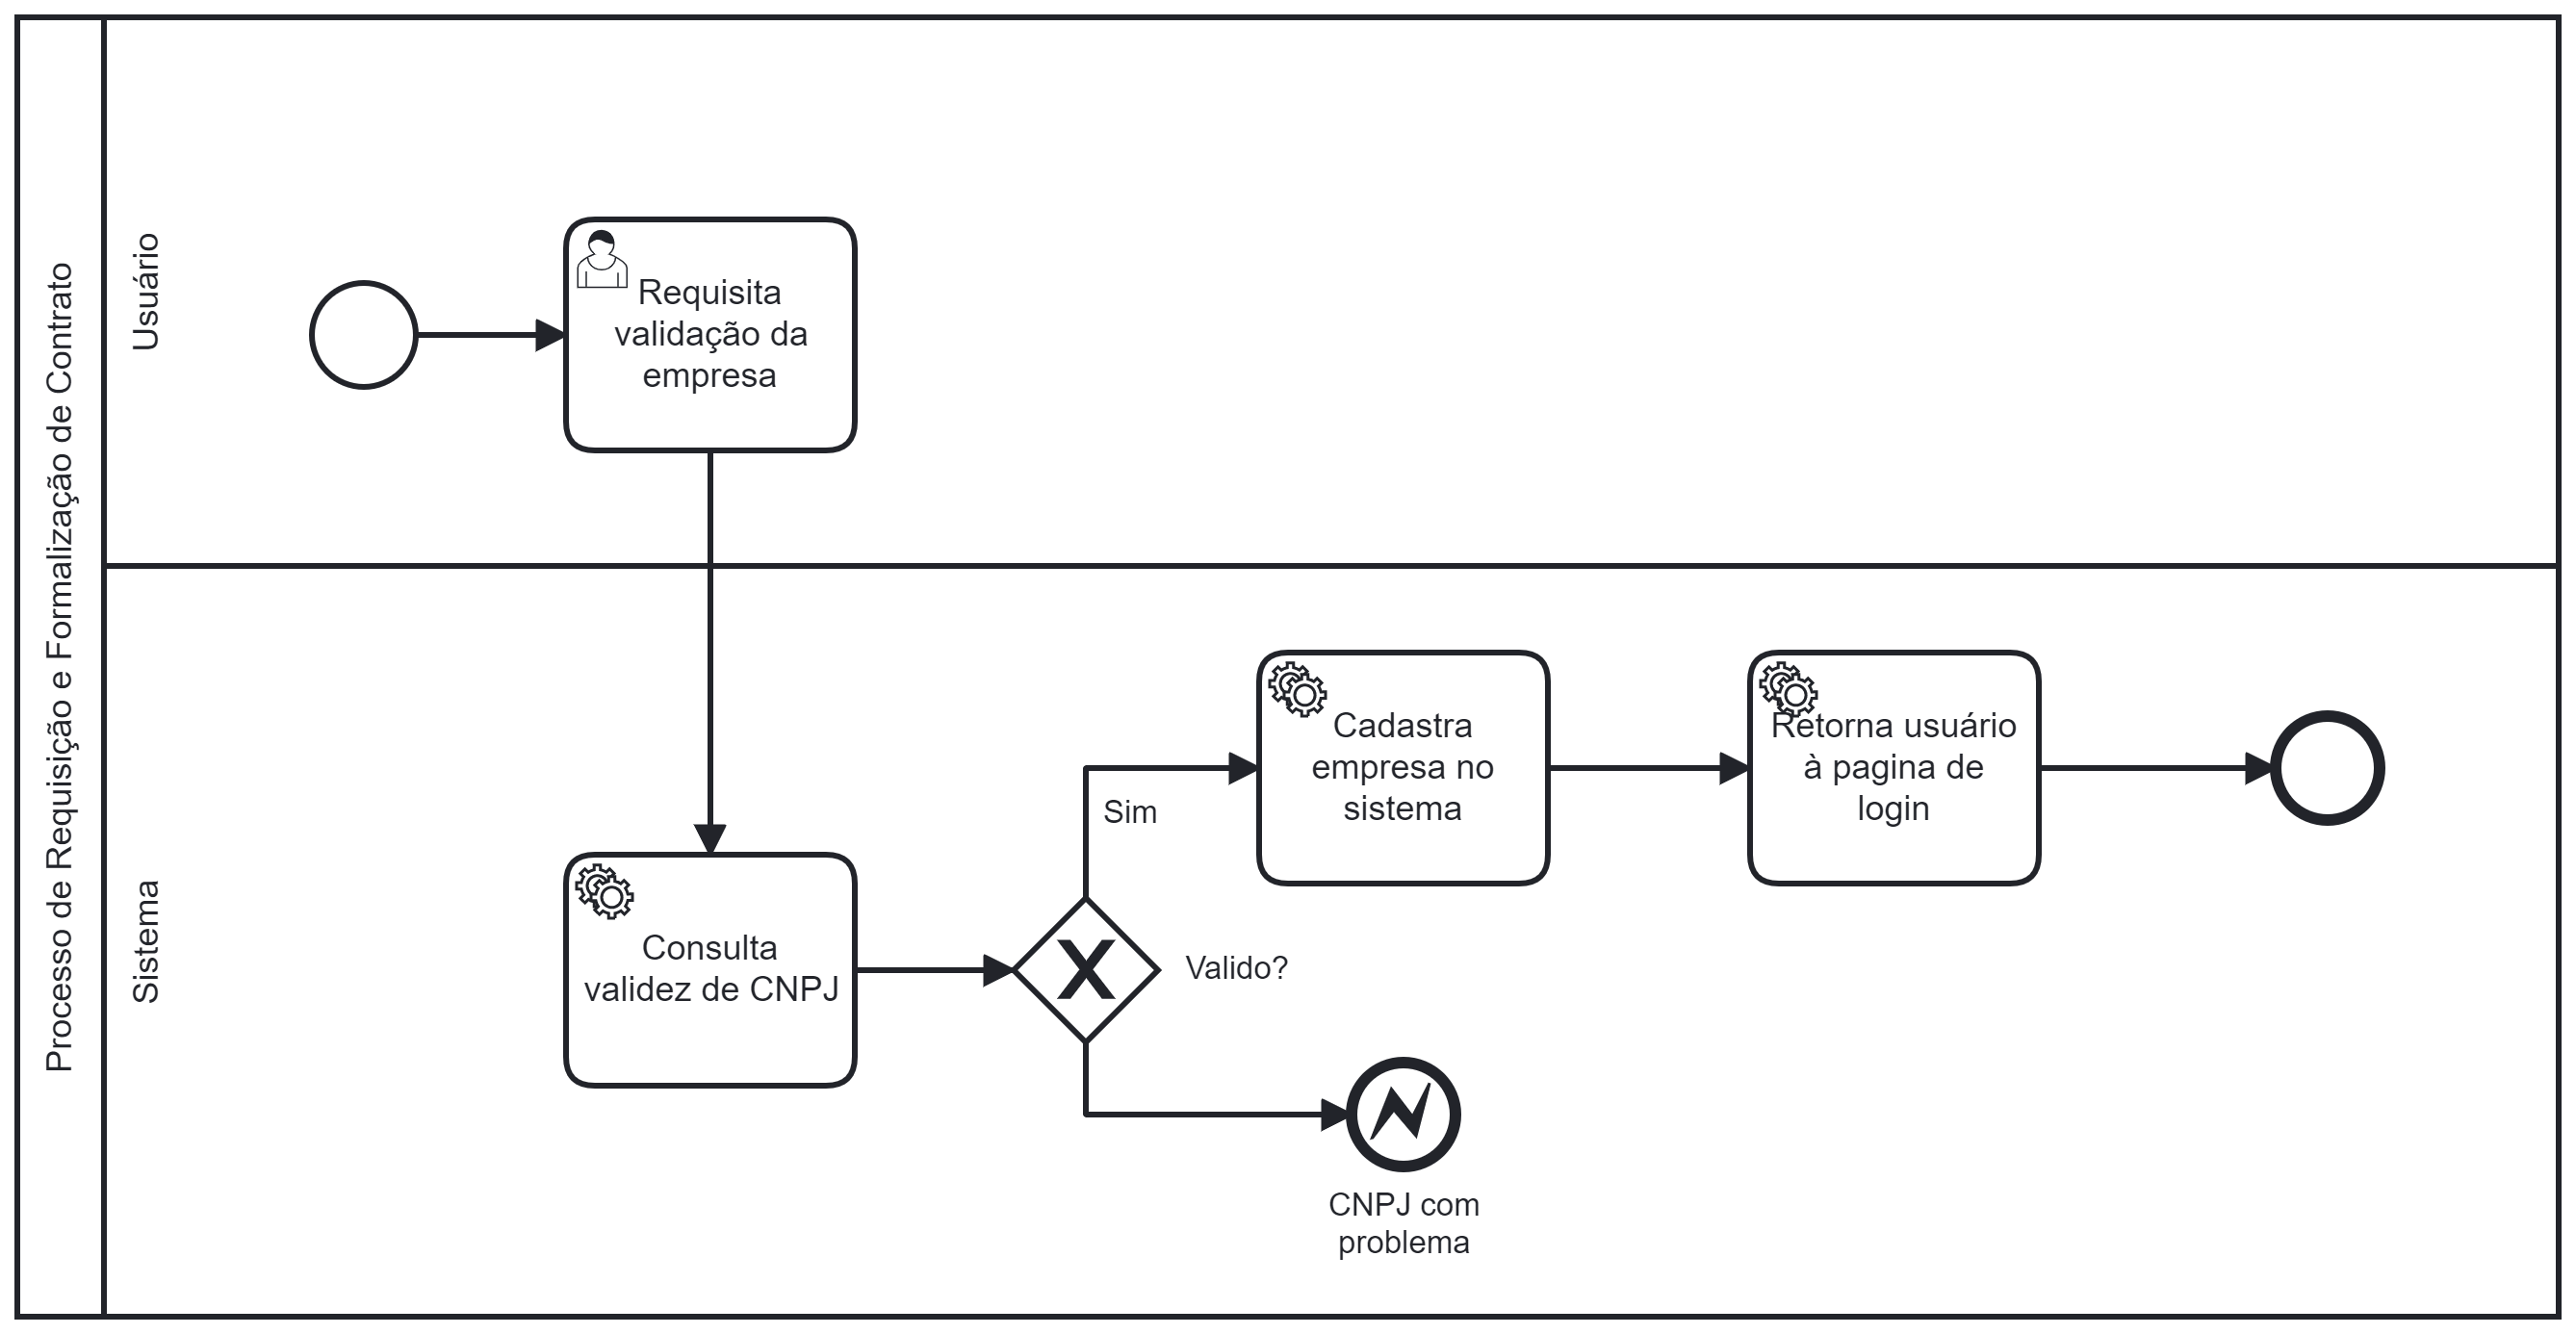 Processo de Requisição e Formalização de Contrato
Usuário
Requisita
validação da
empresa
Sistema
Consulta
validez de CNPJ
Valido?
Sim
Cadastra
empresa no
sistema
Retorna usuário
à pagina de
login
CNPJ com
problema